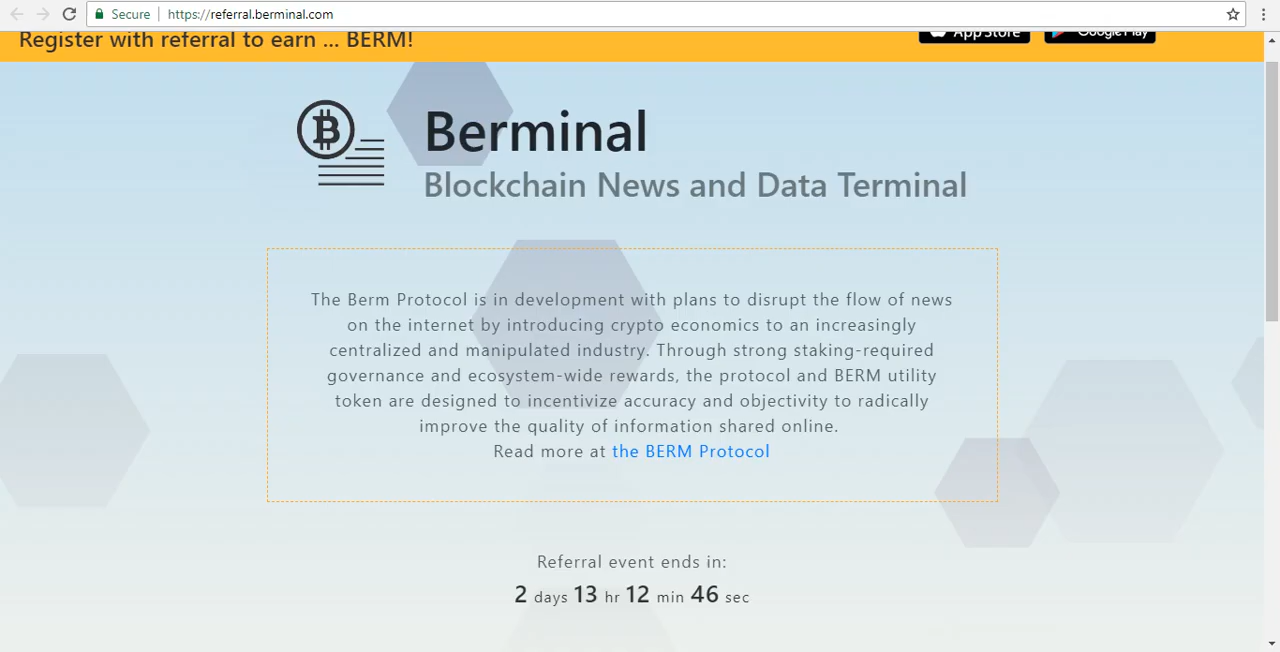 Secure https://referral.berminal.com
Register with referral to earn ... BERM!
App Store
Google Play
Berminal
Blockchain News and Data Terminal
The Berm Protocol is in development with plans to disrupt the flow of news
on the internet by introducing crypto economics to an increasingly
centralized and manipulated industry. Through strong staking-required
governance and ecosystem-wide rewards, the protocol and BERM utility
token are designed to incentivize accuracy and objectivity to radically
improve the quality of information shared online.
Read more at the BERM Protocol
Referral event ends in:
2 days 13 hr 12 min 46 sec